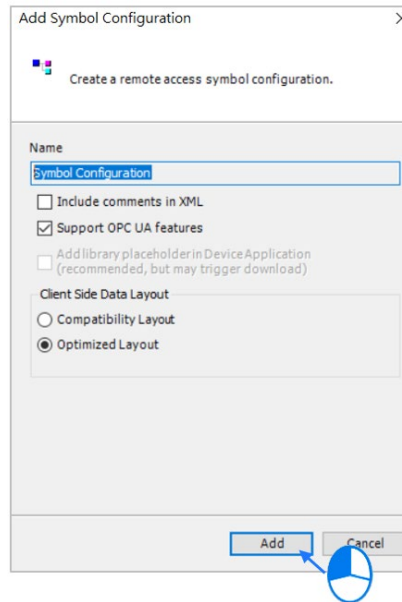 Add Symbol Configuration
Create a remote access symbol configuration.
Name
Symbol Configuration
Include comments in XML
Support OPC UA features
Add library placeholder in Device Application
(recommended, but may trigger download)
Client Side Data Layout
Compatibility Layout
Optimized Layout
Add
Cancel